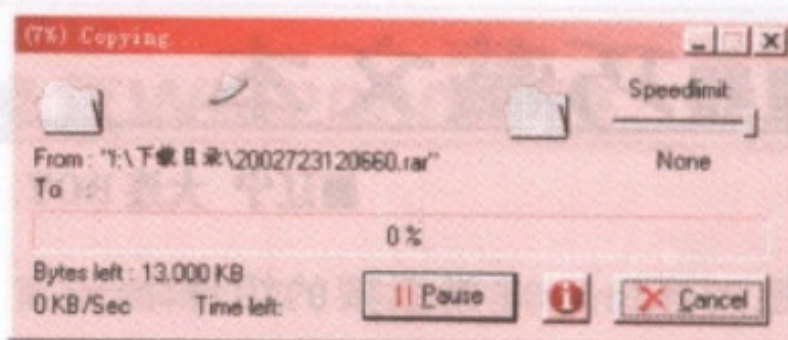 (7%) Copying...
Speedlimit:
From : "I:\下载目录\2002723120660.rar"
None
To :
0 %
Bytes left : 13.000 KB
0 KB/Sec Time left:
Pause
Cancel